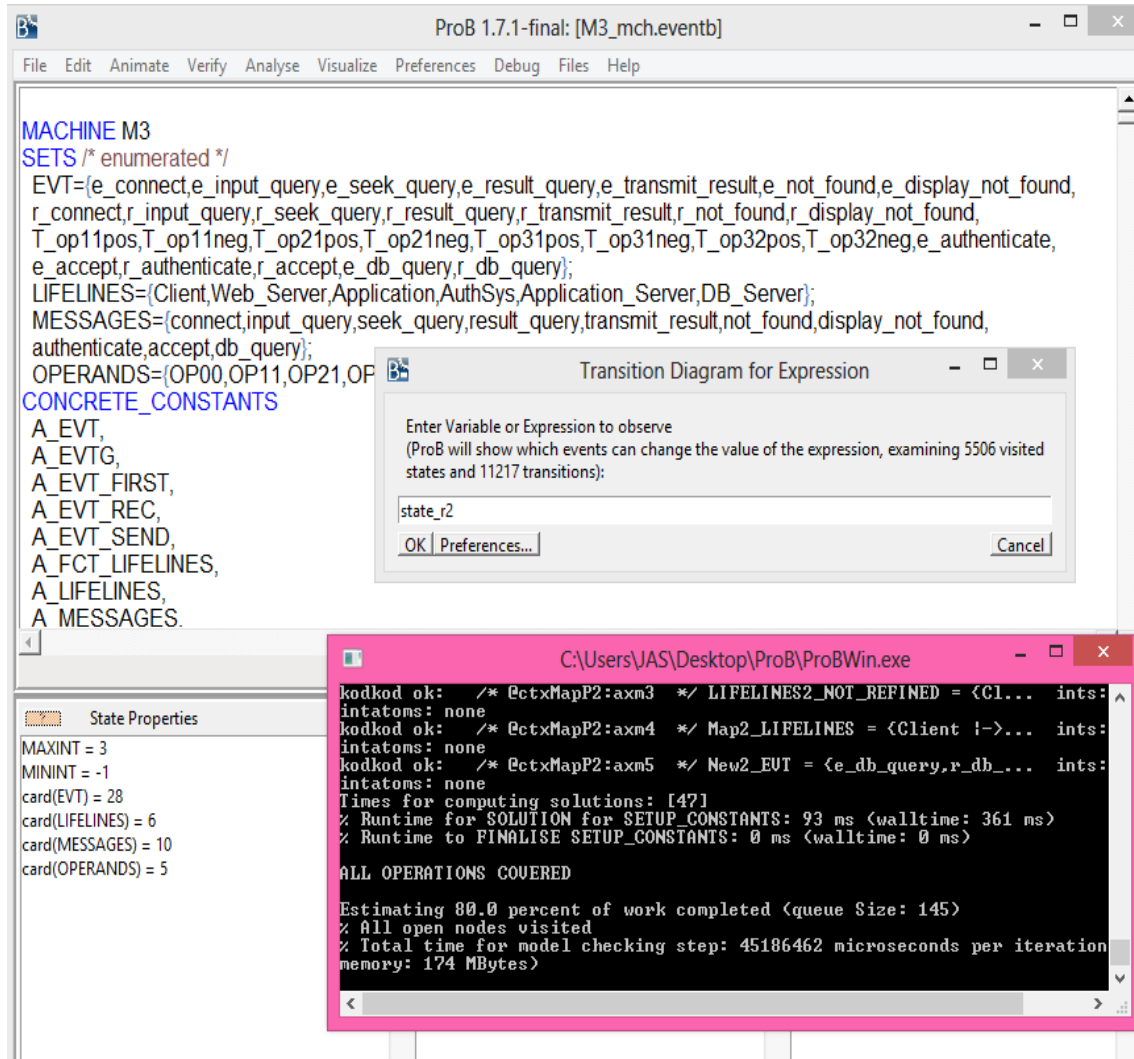 ProB 1.7.1-final: [M3_mch.eventb]
File Edit Animate Verify Analyse Visualize Preferences Debug Files Help
MACHINE M3
SETS /* enumerated */
EVT={e_connect,e_input_query,e_seek_query,e_result_query,e_transmit_result,e_not_found,e_display_not_found,
r_connect,r_input_query,r_seek_query,r_result_query,r_transmit_result,r_not_found,r_display_not_found,
T_op11pos,T_op11neg,T_op21pos,T_op21neg,T_op31pos,T_op31neg,T_op32pos,T_op32neg,e_authenticate,
e_accept,r_authenticate,r_accept,e_db_query,r_db_query};
LIFELINES={Client,Web_Server,Application,AuthSys,Application_Server,DB_Server};
MESSAGES={connect,input_query,seek_query,result_query,transmit_result,not_found,display_not_found,
authenticate,accept,db_query};
OPERANDS={OP00,OP11,OP21,OP
CONCRETE_CONSTANTS
A_EVT,
A_EVTG,
A_EVT_FIRST,
A_EVT_REC,
A_EVT_SEND,
A_FCT_LIFELINES,
A_LIFELINES,
A_MESSAGES,
Transition Diagram for Expression
Enter Variable or Expression to observe
(ProB will show which events can change the value of the expression, examining 5506 visited
states and 11217 transitions):
state_r2
OK Preferences... Cancel
? State Properties
MAXINT = 3
MININT = -1
card(EVT) = 28
card(LIFELINES) = 6
card(MESSAGES) = 10
card(OPERANDS) = 5
C:\Users\JAS\Desktop\ProB\ProBWin.exe
kodkod ok: /* @ctxMapP2:axm3 */ LIFELINES2_NOT_REFINED = {Cl... ints:
intatoms: none
kodkod ok: /* @ctxMapP2:axm4 */ Map2_LIFELINES = {Client |->... ints:
intatoms: none
kodkod ok: /* @ctxMapP2:axm5 */ New2_EVT = {e_db_query,r_db_... ints:
intatoms: none
Times for computing solutions: [47]
% Runtime for SOLUTION for SETUP_CONSTANTS: 93 ms (walltime: 361 ms)
% Runtime to FINALISE SETUP_CONSTANTS: 0 ms (walltime: 0 ms)
ALL OPERATIONS COVERED
Estimating 80.0 percent of work completed (queue Size: 145)
% All open nodes visited
% Total time for model checking step: 45186462 microseconds per iteration
memory: 174 MBytes)